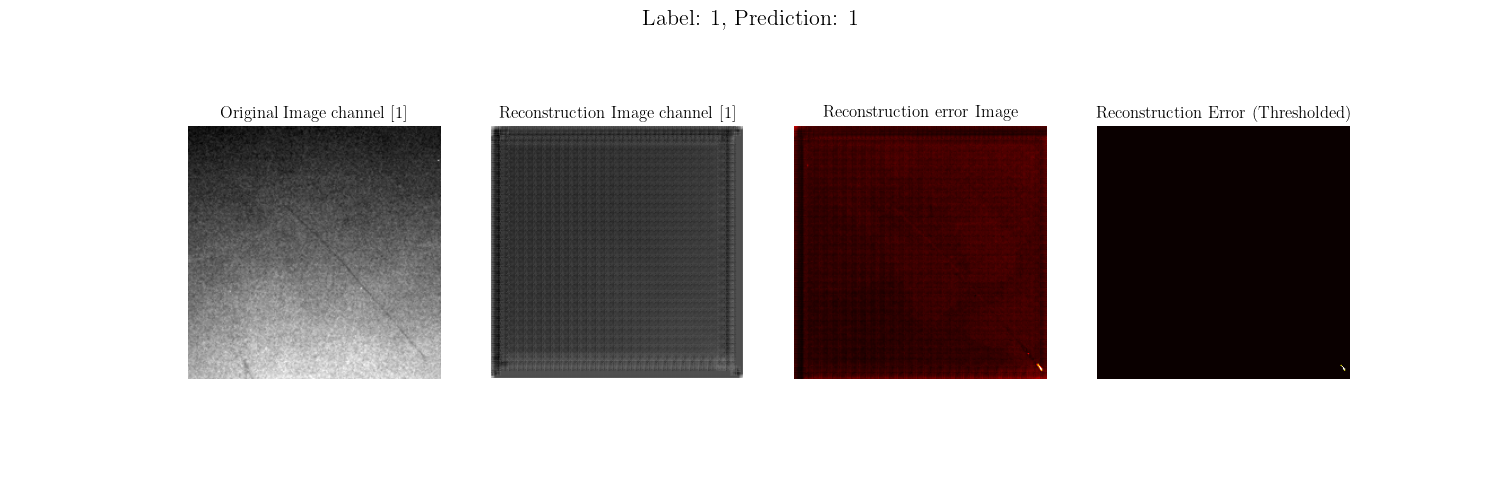 Label: 1, Prediction: 1
Original Image channel [1]
Reconstruction Image channel [1]
Reconstruction error Image
Reconstruction Error (Thresholded)